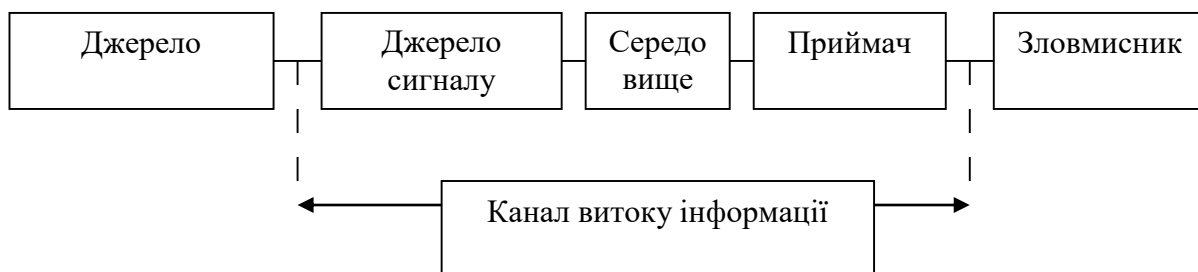 Джерело
Джерело
сигналу
Середо
вище
Приймач
Зловмисник
Канал витоку інформації